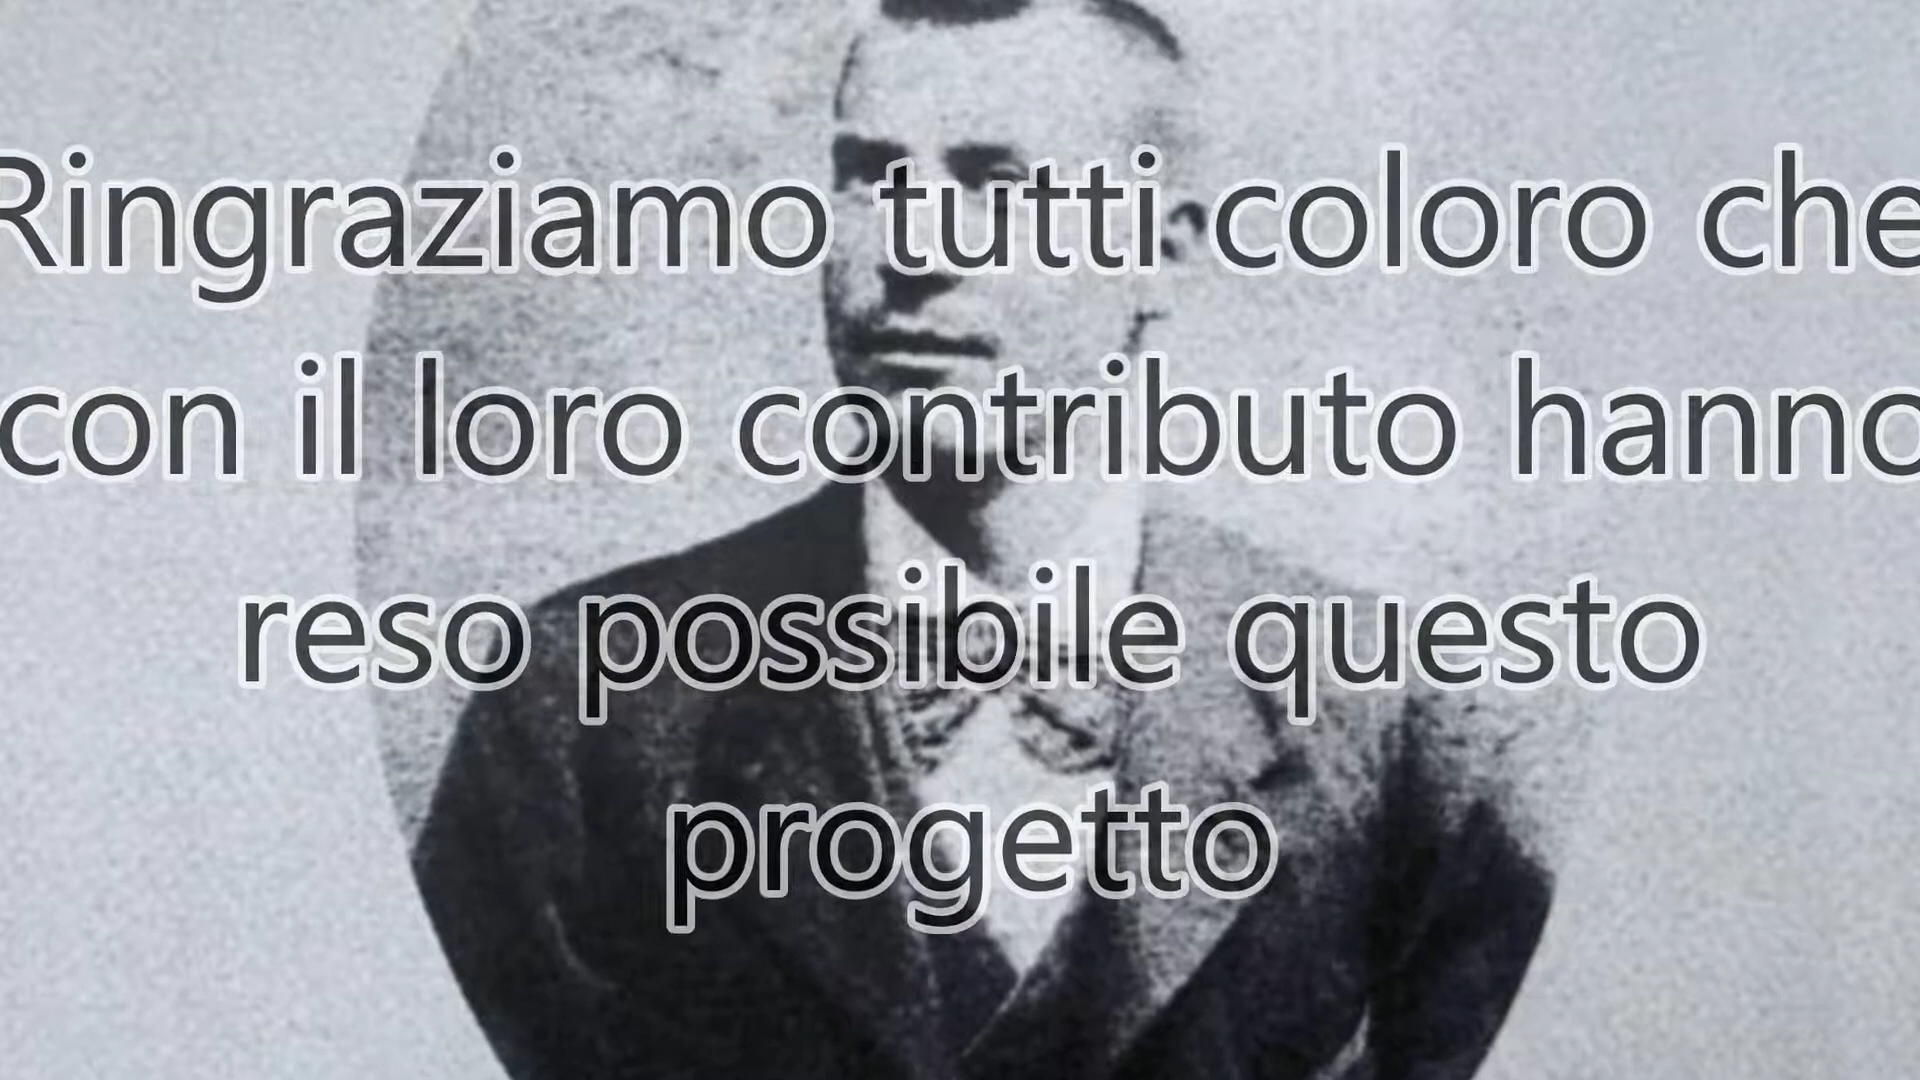 Ringraziamo tutti coloro che
con il loro contributo hanno
reso possibile questo
progetto